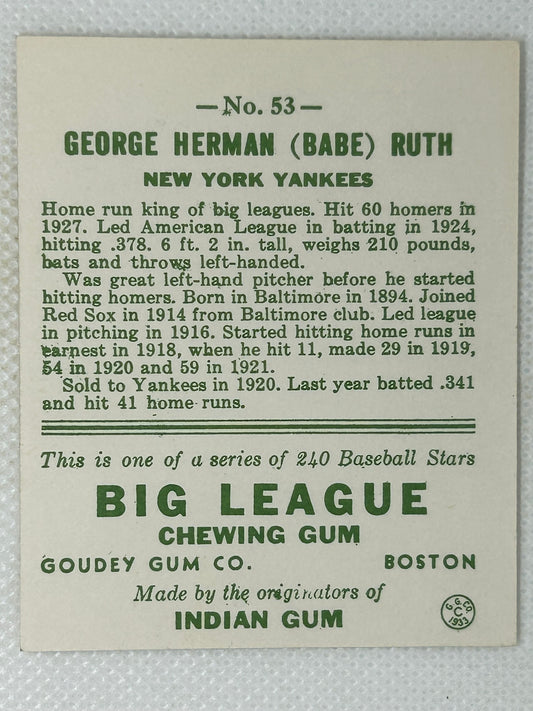 —No. 53—
GEORGE HERMAN (BABE) RUTH
NEW YORK YANKEES
Home run king of big leagues. Hit 60 homers in
1927. Led American League in batting in 1924,
hitting .378. 6 ft. 2 in. tall, weighs 210 pounds,
bats and throws left-handed.
Was great left-hand pitcher before he started
hitting homers. Born in Baltimore in 1894. Joined
Red Sox in 1914 from Baltimore club. Led league
in pitching in 1916. Started hitting home runs in
earnest in 1918, when he hit 11, made 29 in 1919,
54 in 1920 and 59 in 1921.
Sold to Yankees in 1920. Last year batted .341
and hit 41 home runs.
This is one of a series of 240 Baseball Stars
BIG LEAGUE
CHEWING GUM
GOUDEY GUM CO. BOSTON
Made by the originators of
INDIAN GUM
G. G. CO.
C
1933